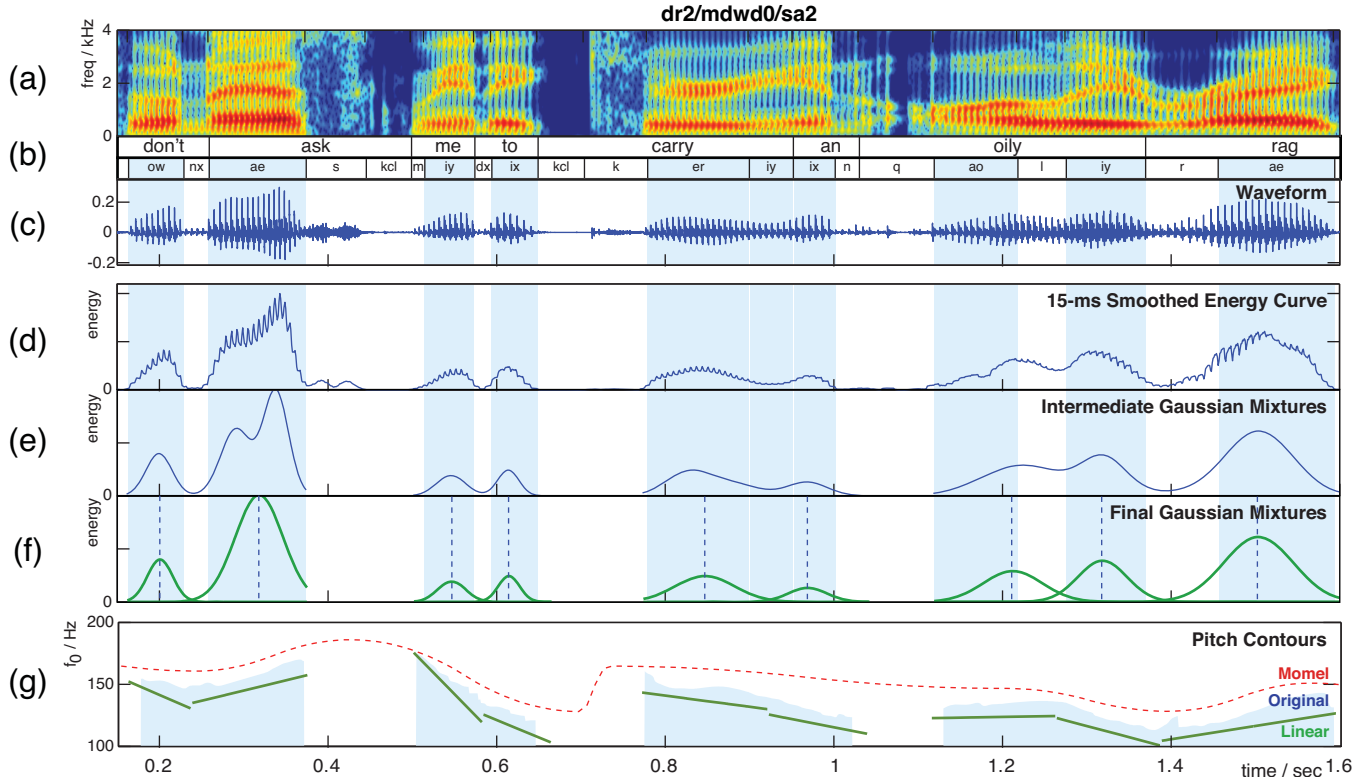 dr2/mdwd0/sa2
(a)
freq / kHz
4
2
0
(b)
don't ask me to carry an oily rag
ow nx ae s kcl m iy dx ix kcl k er iy ix n q ao l iy r ae
(c)
0.2
0
-0.2
Waveform
(d)
energy
0
15-ms Smoothed Energy Curve
(e)
energy
0
Intermediate Gaussian Mixtures
(f)
energy
0
Final Gaussian Mixtures
(g)
f0 / Hz
200
150
100
Pitch Contours
Momel
Original
Linear
0.2 0.4 0.6 0.8 1 1.2 1.4 time / sec 1.6